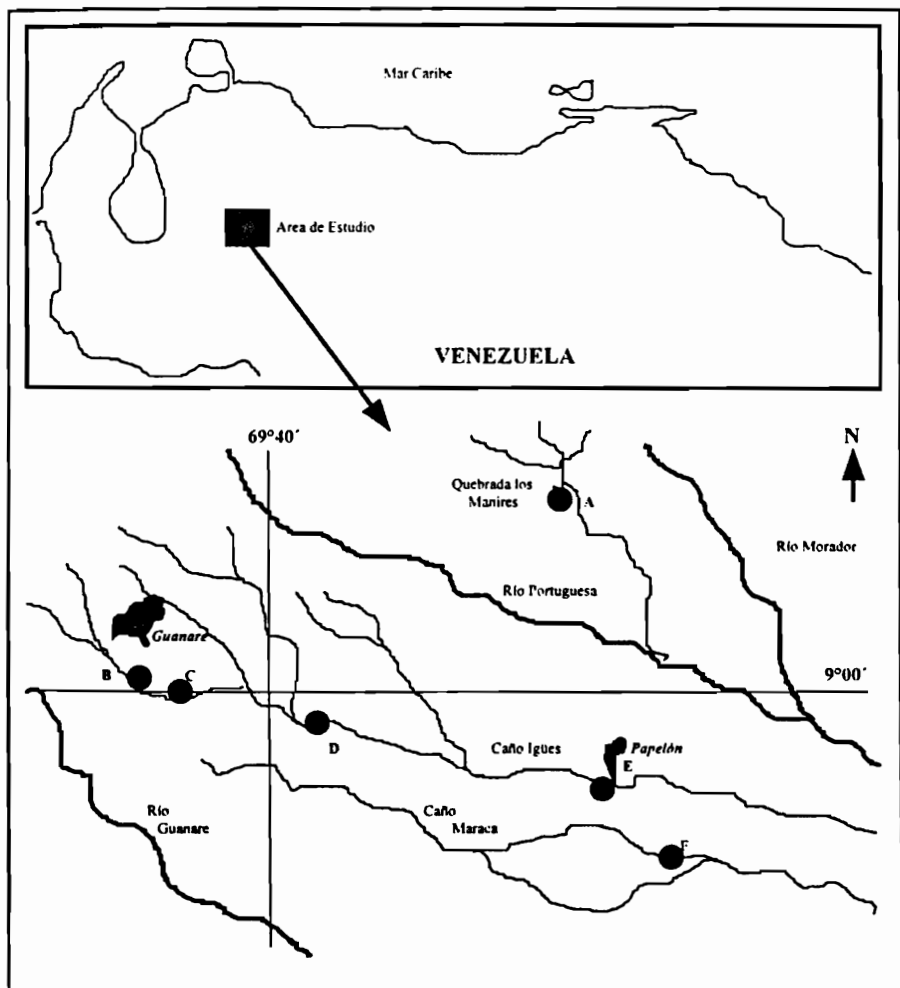 Mar Caribe
Area de Estudio
VENEZUELA
69°40´
N
Quebrada los
Manires
A
Río Morador
Río Portuguesa
Guanare
B
C
9°00´
D
Caño Igües
Papelón
E
Río
Guanare
Caño
Maraca
F